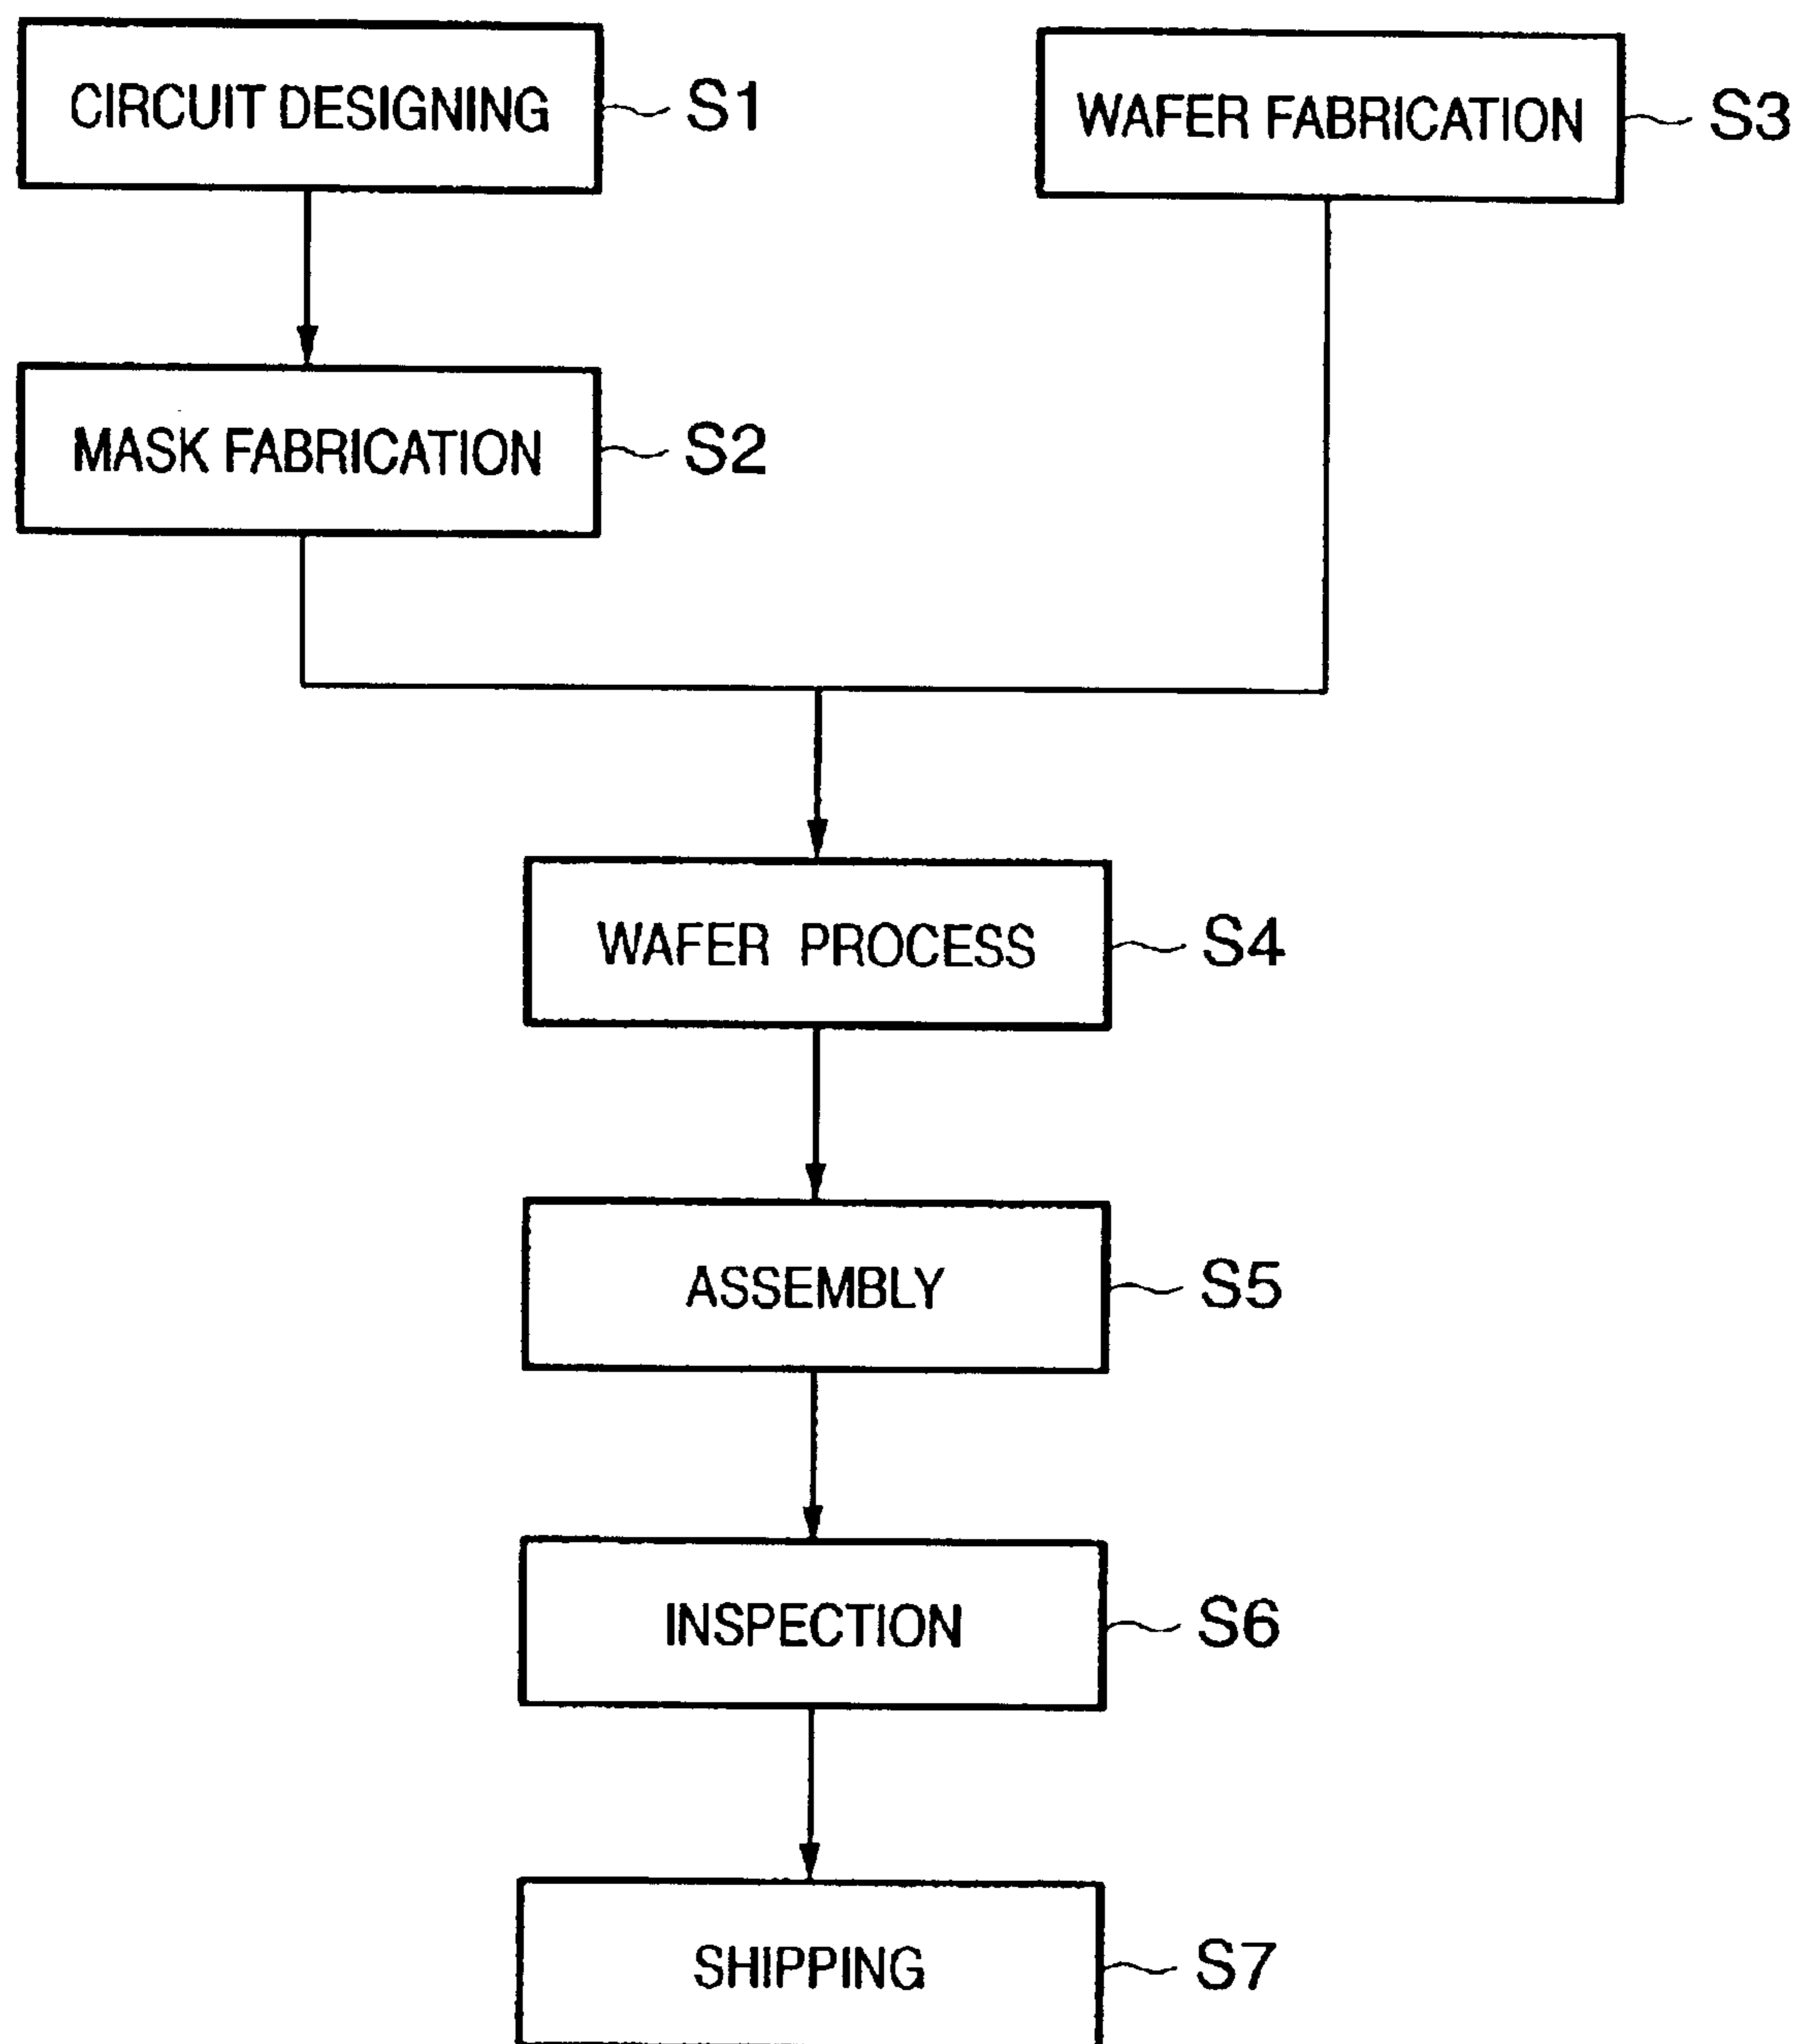 CIRCUIT DESIGNING S1
WAFER FABRICATION S3
MASK FABRICATION S2
WAFER PROCESS S4
ASSEMBLY S5
INSPECTION S6
SHIPPING S7